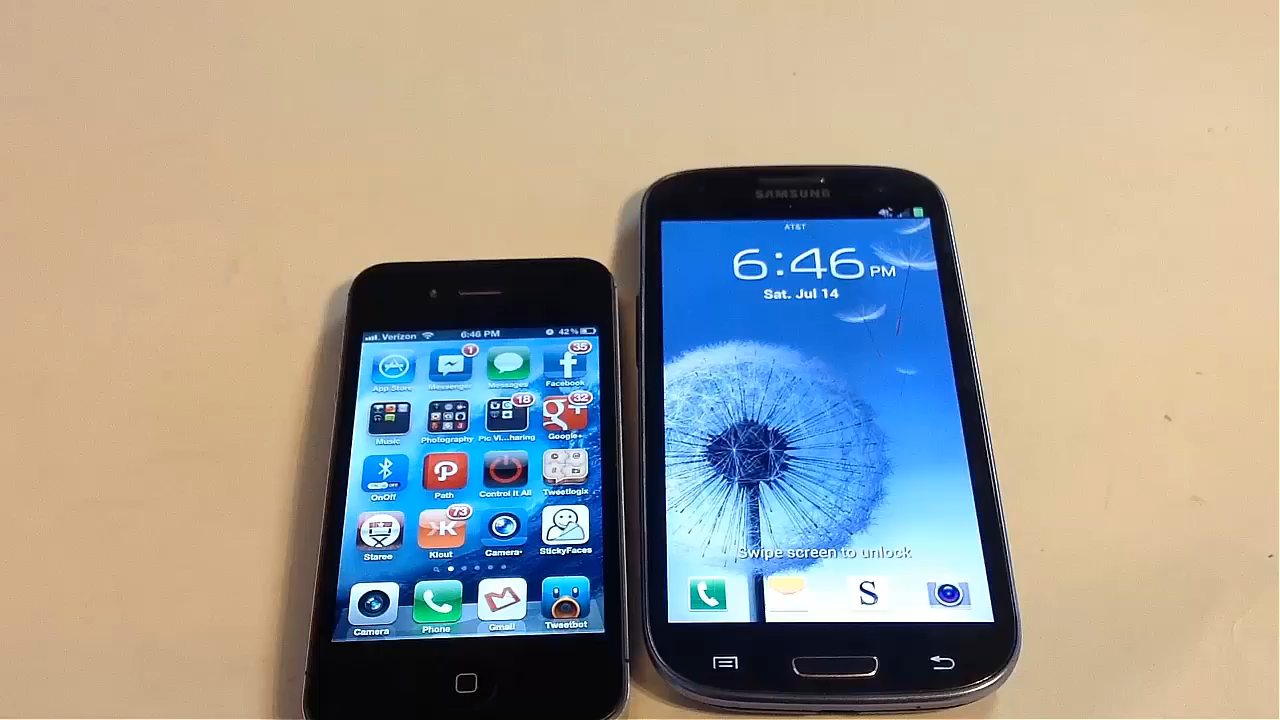 SAMSUNG
AT&T
6:46 PM
Sat. Jul 14
Swipe screen to unlock
S
Verizon 6:46 PM 42%
1 35
App Store Messenger Messages Facebook
18 32
Music Photography Pic Vi...haring Google+
OnOff Path Control It All Tweetlogix
73
Staree Klout Camera+ StickyFaces
Camera Phone Gmail Tweetbot